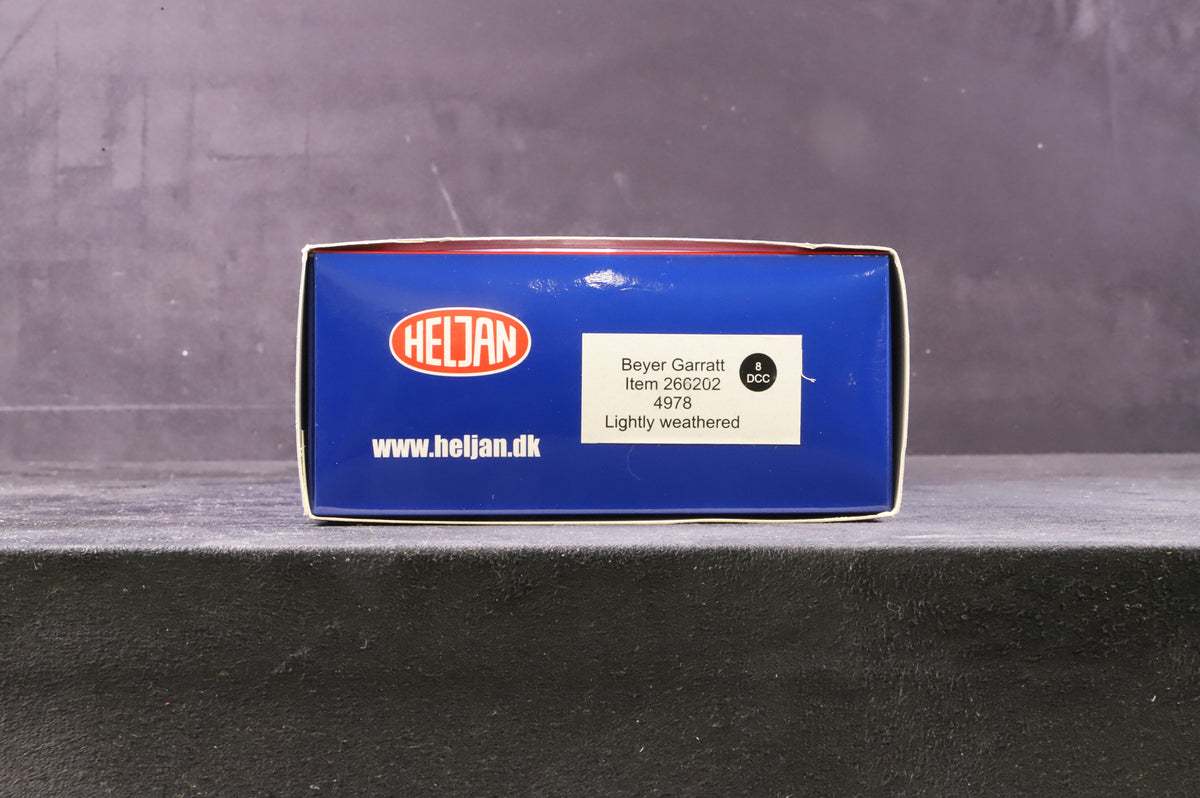 HELJAN
www.heljan.dk
Beyer Garratt
Item 266202
4978
Lightly weathered
8
DCC